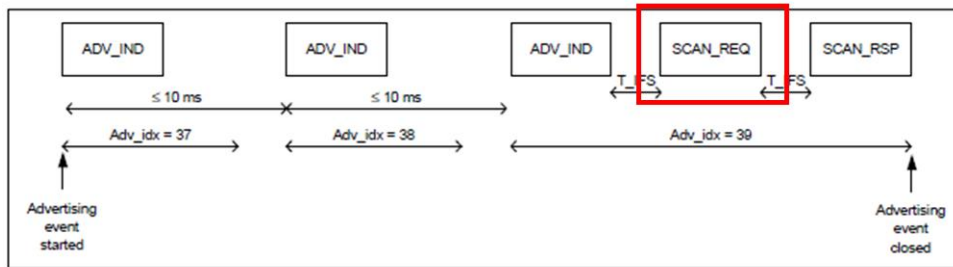 ADV_IND
ADV_IND
ADV_IND
SCAN_REQ
SCAN_RSP
T_IFS
T_IFS
≤ 10 ms
≤ 10 ms
Adv_idx = 37
Adv_idx = 38
Adv_idx = 39
Advertising
event
started
Advertising
event
closed